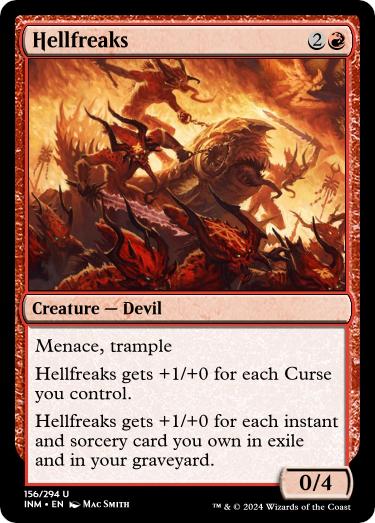 Hellfreaks 2
Creature — Devil
Menace, trample
Hellfreaks gets +1/+0 for each Curse
you control.
Hellfreaks gets +1/+0 for each instant
and sorcery card you own in exile
and in your graveyard.
0/4
156/294 U
INM • EN Mac Smith
™ & © 2024 Wizards of the Coast